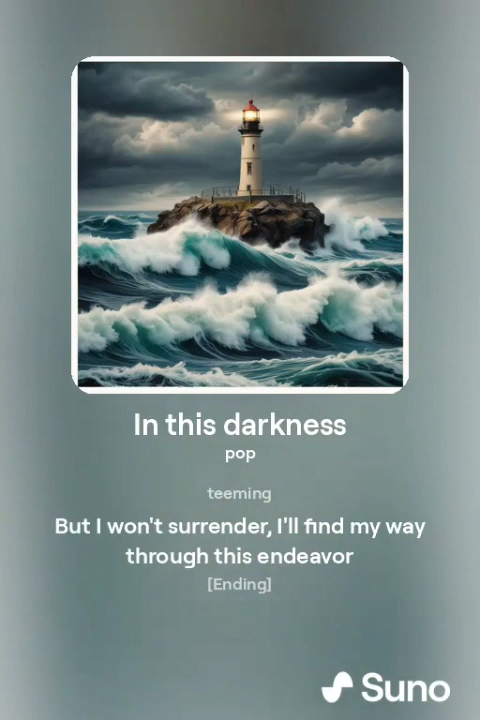 In this darkness
pop
teeming
But I won't surrender, I'll find my way
through this endeavor
[Ending]
Suno